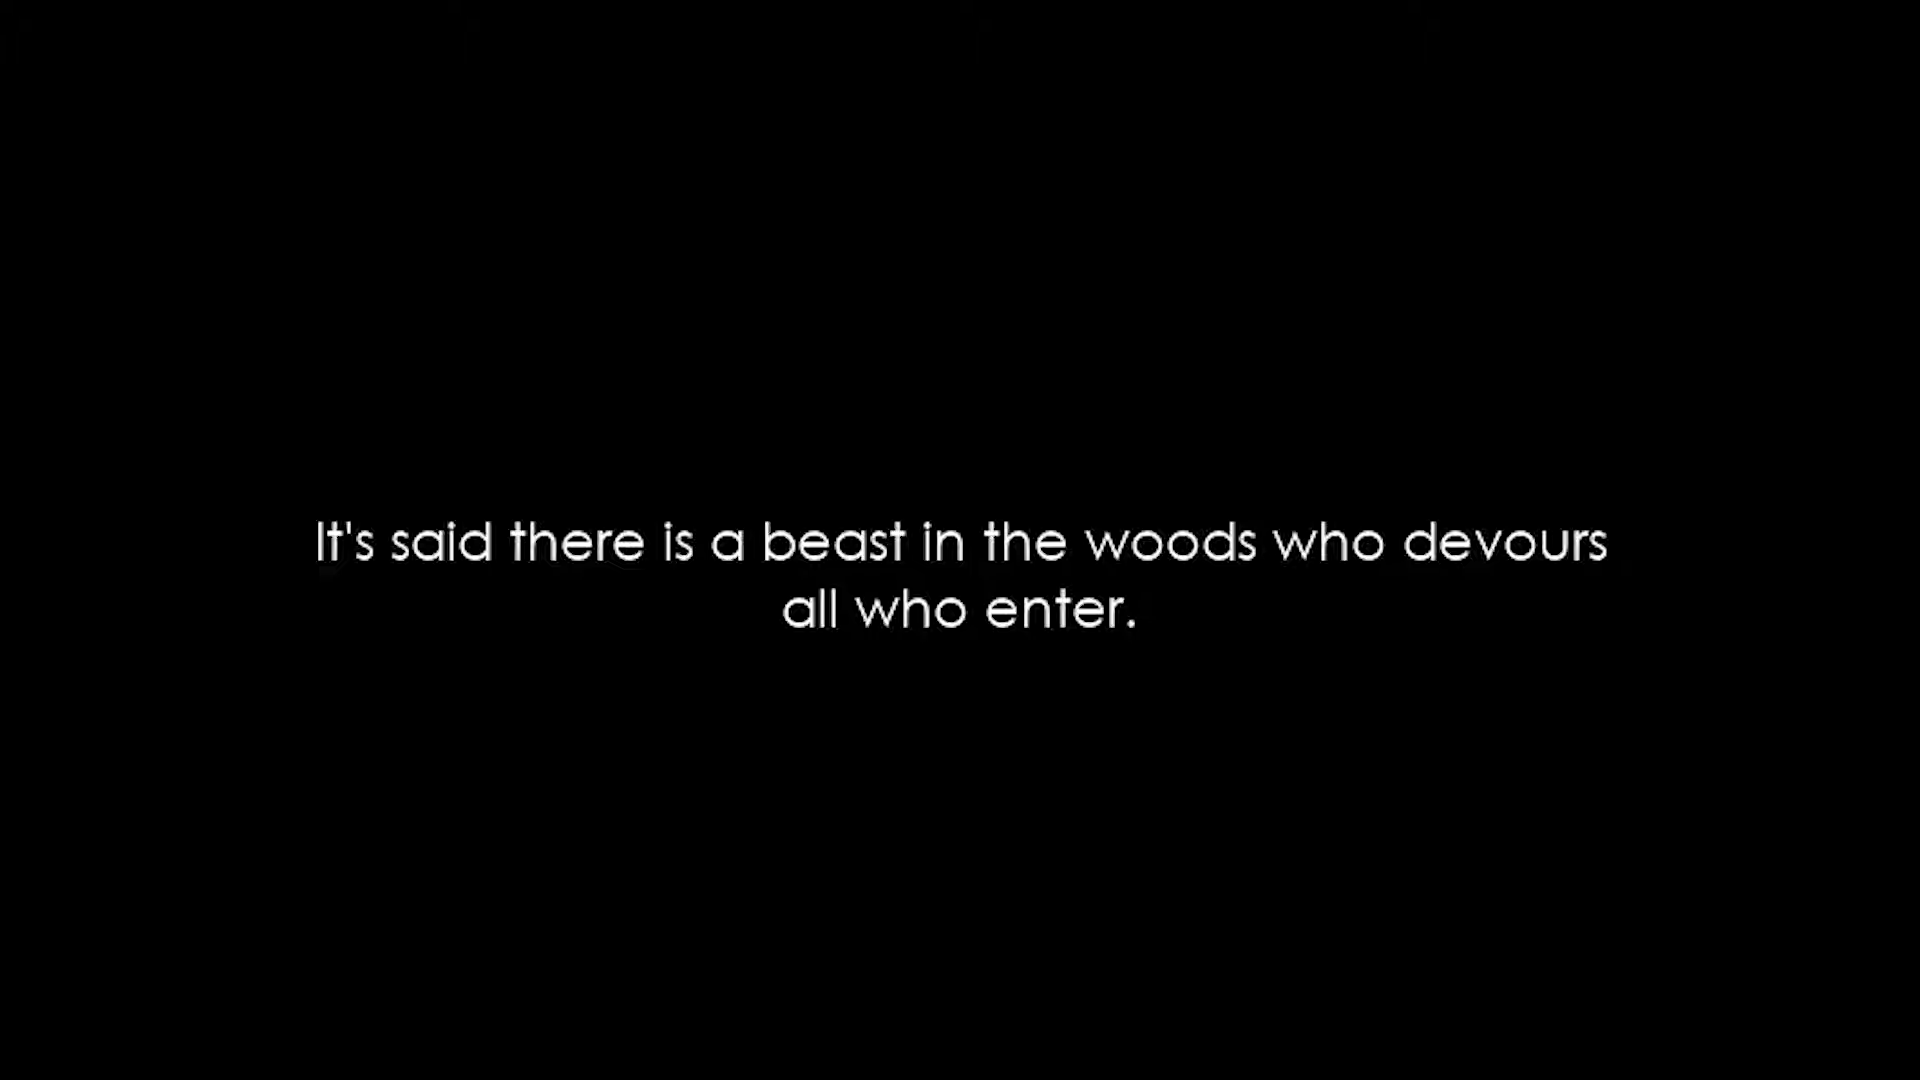 It's said there is a beast in the woods who devours
all who enter.